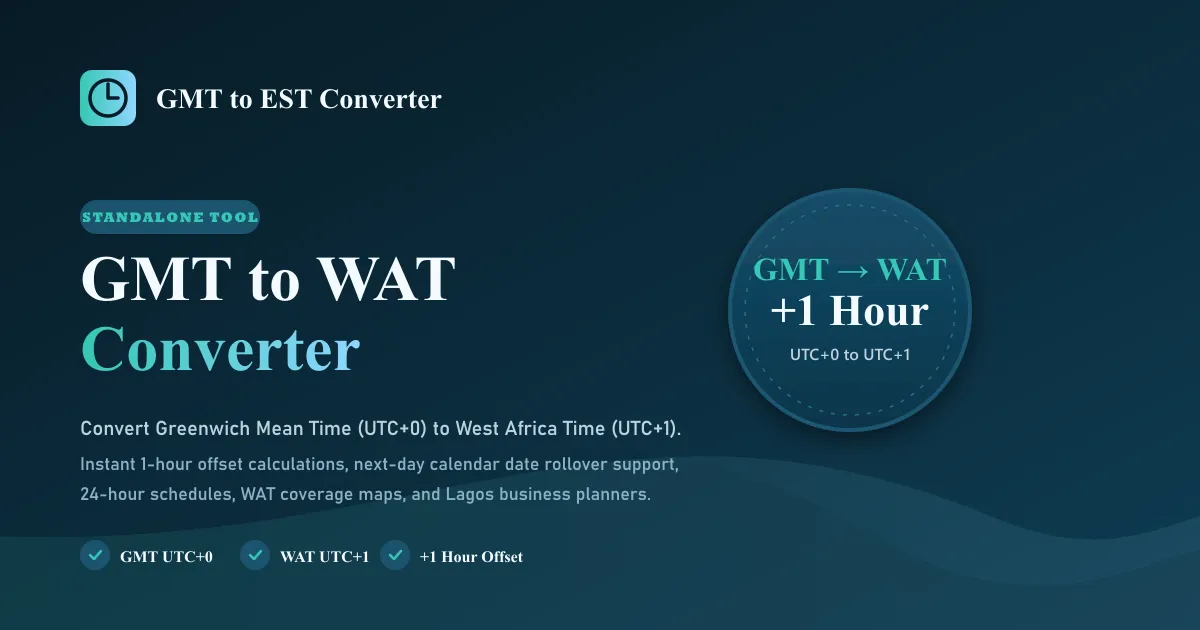 GMT to EST Converter
STANDALONE TOOL
GMT to WAT
Converter
Convert Greenwich Mean Time (UTC+0) to West Africa Time (UTC+1).
Instant 1-hour offset calculations, next-day calendar date rollover support,
24-hour schedules, WAT coverage maps, and Lagos business planners.
GMT UTC+0
WAT UTC+1
+1 Hour Offset
GMT → WAT
+1 Hour
UTC+0 to UTC+1